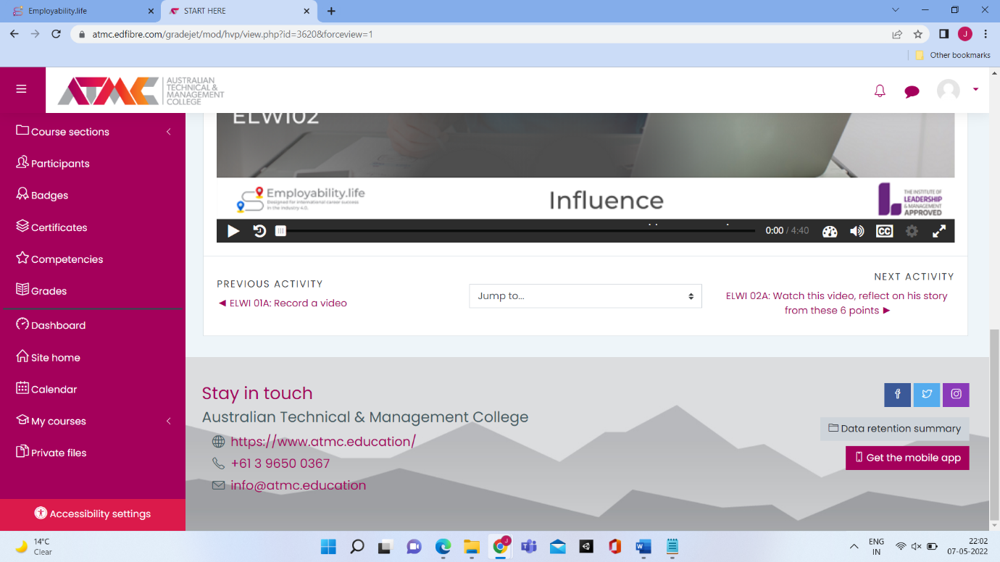 Employability.life
START HERE
atmc.edfibre.com/gradejet/mod/hvp/view.php?id=3620&forceview=1
J
Other bookmarks
ATMC
AUSTRALIAN
TECHNICAL &
MANAGEMENT
COLLEGE
Course sections
Participants
Badges
Certificates
Competencies
Grades
Dashboard
Site home
Calendar
My courses
Private files
Accessibility settings
ELWI02
Employability.life
Designed for international career success
in the industry 4.0.
Influence
THE INSTITUTE OF
LEADERSHIP
& MANAGEMENT
APPROVED
0:00 / 4:40
CC
PREVIOUS ACTIVITY
◄ ELWI 01A: Record a video
Jump to...
NEXT ACTIVITY
ELWI 02A: Watch this video, reflect on his story
from these 6 points ►
Stay in touch
Australian Technical & Management College
https://www.atmc.education/
+61 3 9650 0367
info@atmc.education
Data retention summary
Get the mobile app
14°C
Clear
J
ENG
IN
22:02
07-05-2022